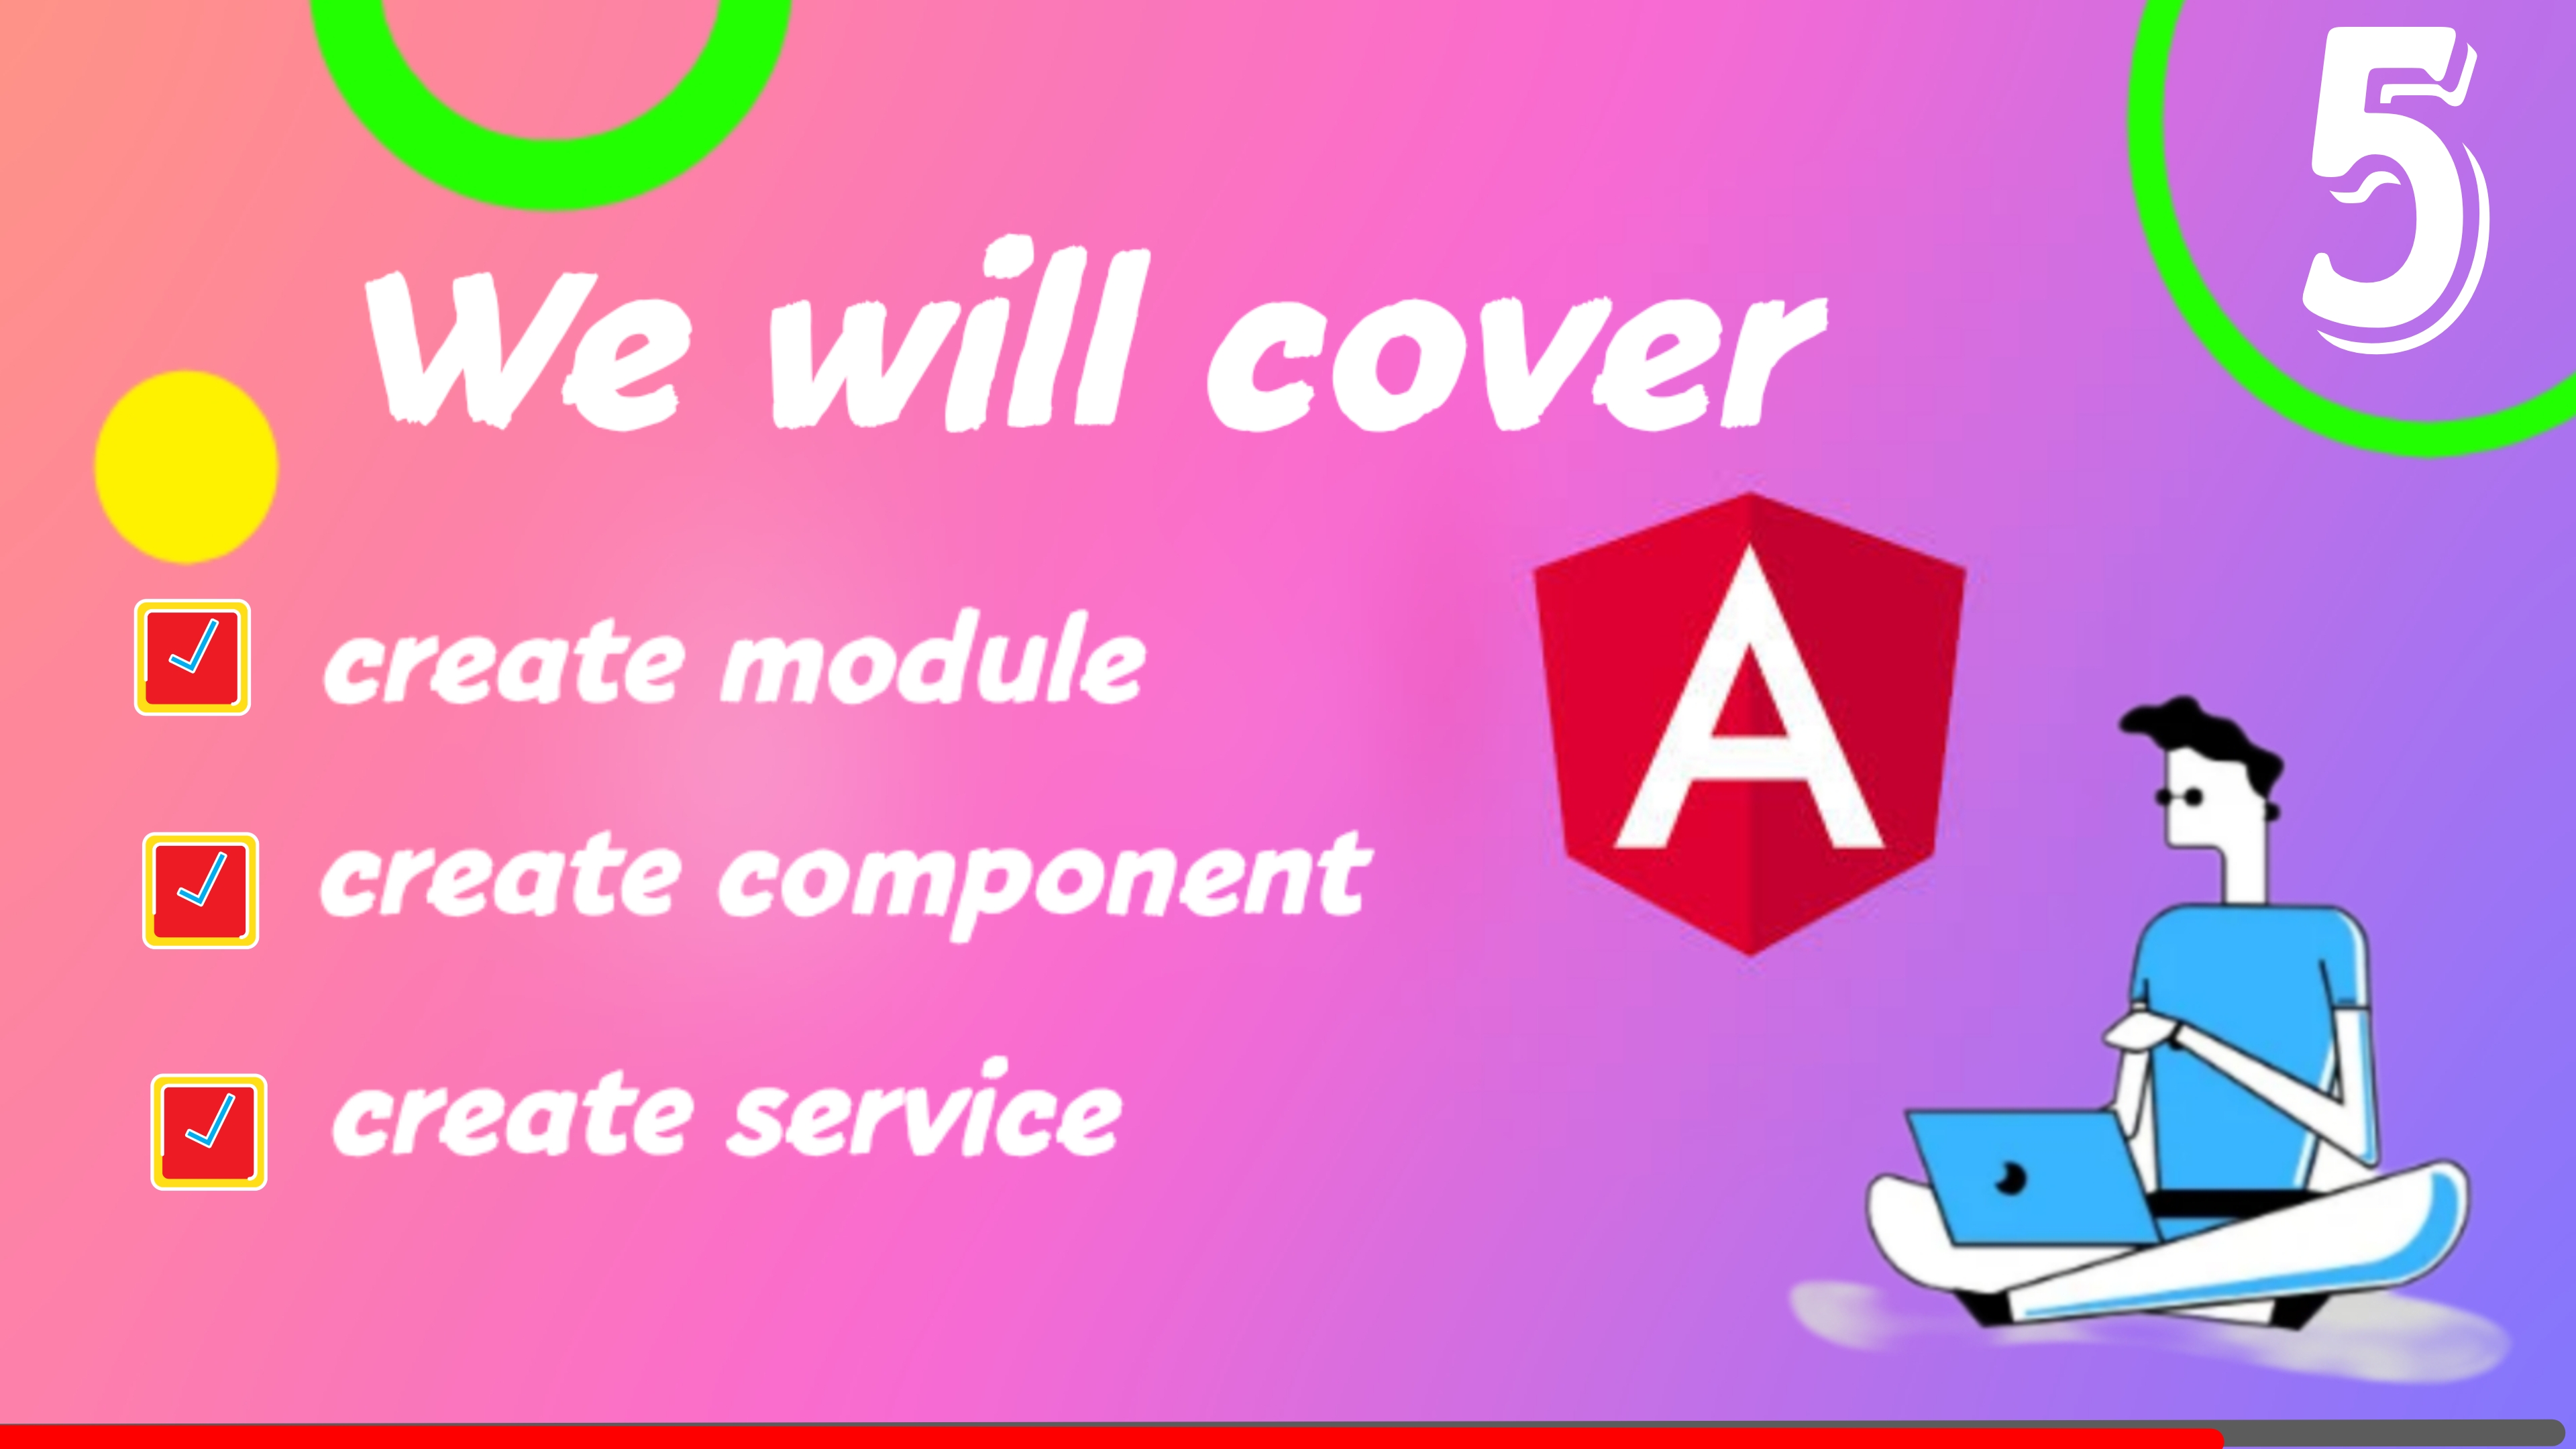 5
We will cover
A
create module
create component
create service